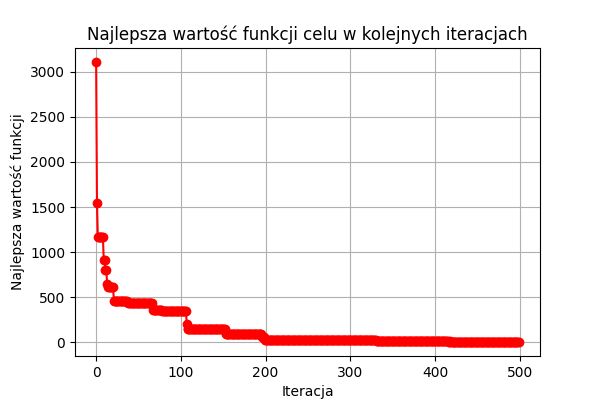 Najlepsza wartość funkcji celu w kolejnych iteracjach
Najlepsza wartość funkcji
3000
2500
2000
1500
1000
500
0
0 100 200 300 400 500
Iteracja